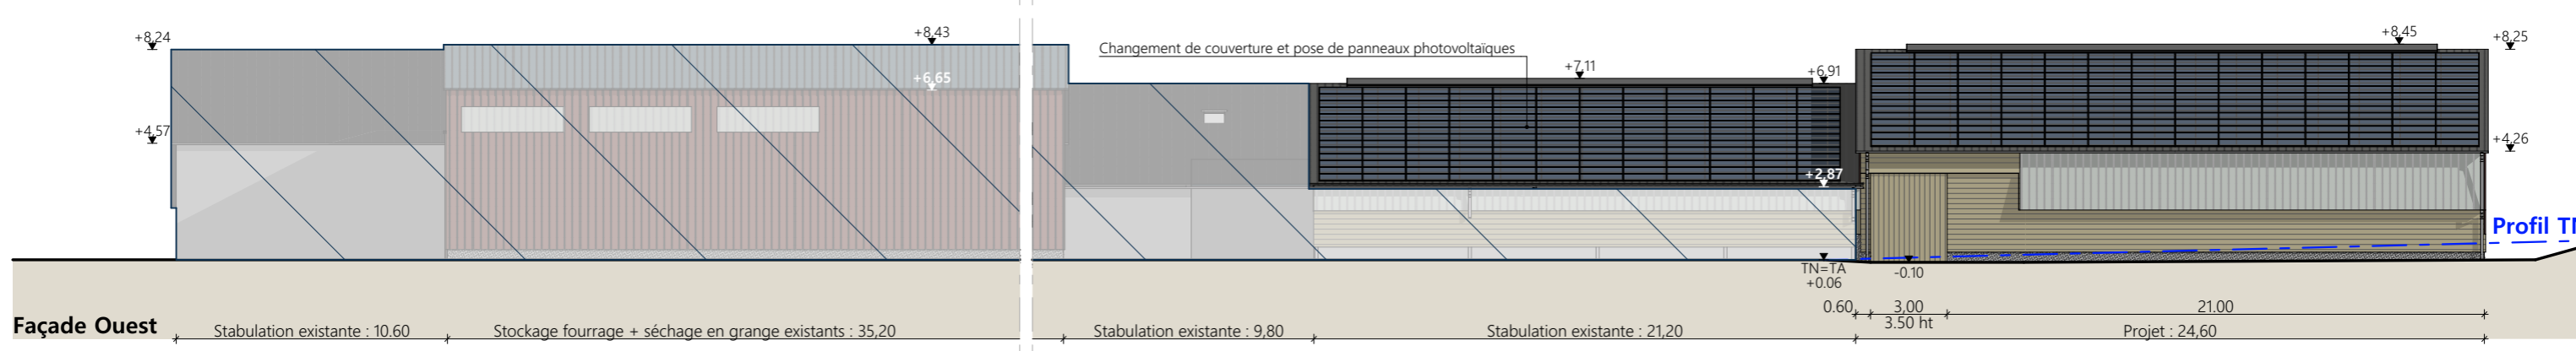 +8,24
+8,43
+8,45
+8,25
Changement de couverture et pose de panneaux photovoltaïques
+7,11
+6,91
+6,65
+4,57
+4,26
+2,87
Profil TN
TN=TA
+0.06
-0.10
0.60
3,00
21.00
3.50 ht
Façade Ouest
Stabulation existante : 10.60
Stockage fourrage + séchage en grange existants : 35,20
Stabulation existante : 9,80
Stabulation existante : 21,20
Projet : 24,60